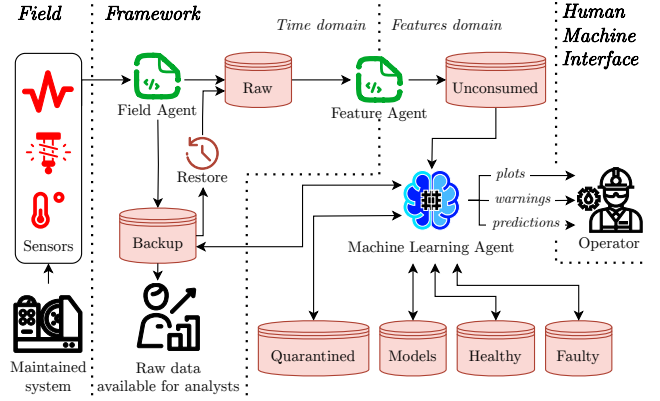 Field
Framework
Time domain
Features domain
Human
Machine
Interface
</>
Field Agent
Raw
</>
Feature Agent
Unconsumed
Restore
Sensors
Backup
plots
warnings
predictions
Machine Learning Agent
Operator
Maintained
system
Raw data
available for analysts
Quarantined
Models
Healthy
Faulty